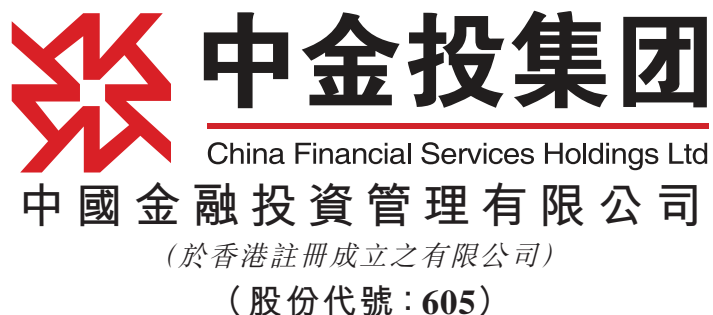 中金投集团
China Financial Services Holdings Ltd
中國金融投資管理有限公司
(於香港註冊成立之有限公司)
(股份代號：605)